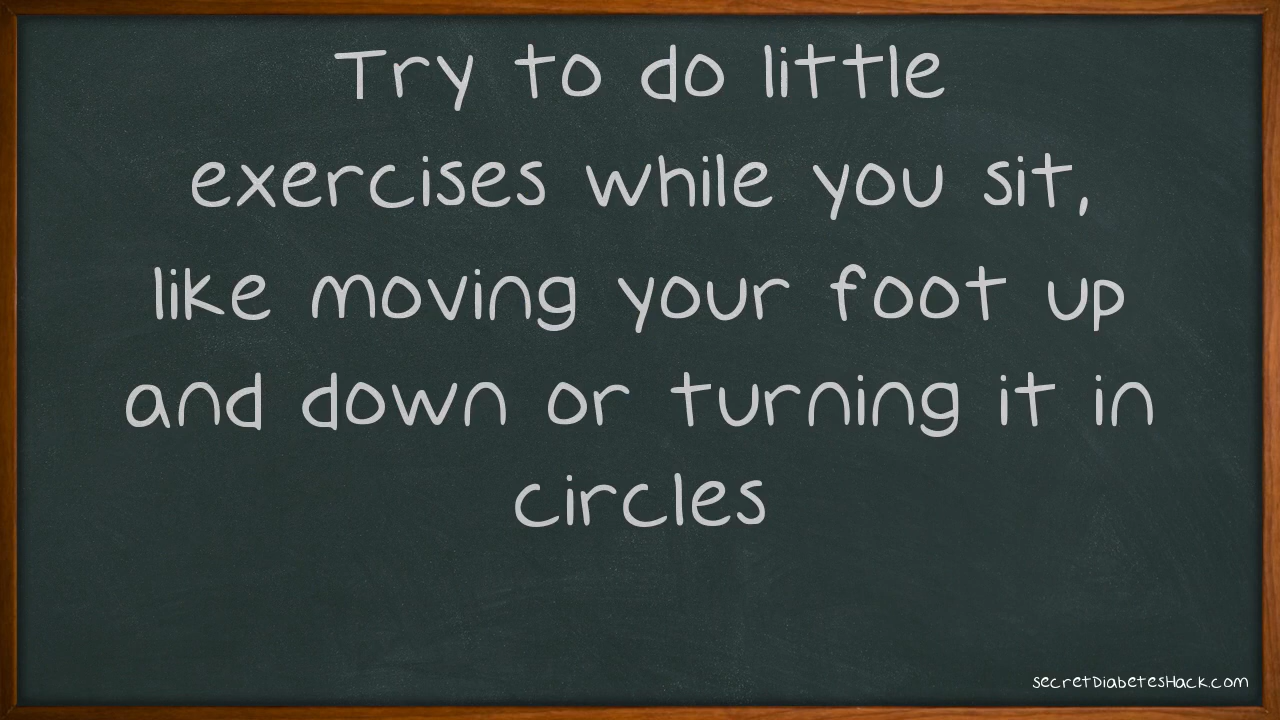 Try to do little
exercises while you sit,
like moving your foot up
and down or turning it in
circles
secretDiabetesHack.com